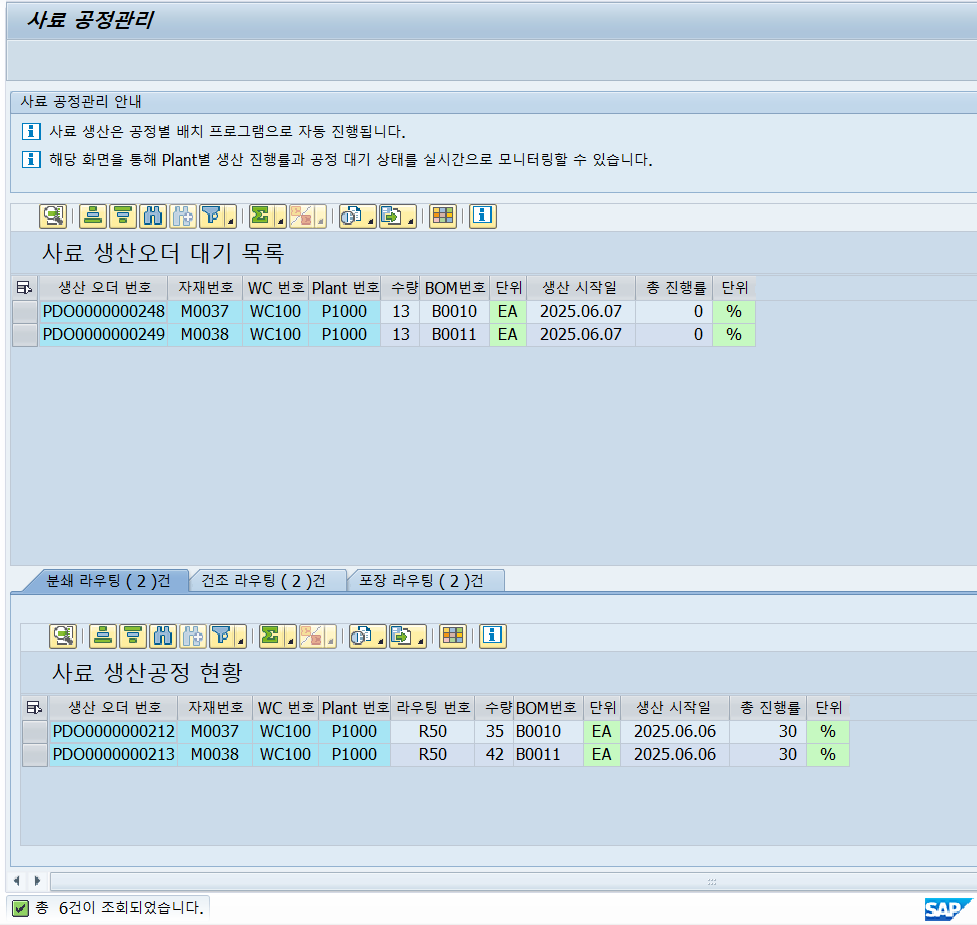 사료 공정관리
사료 공정관리 안내
사료 생산은 공정별 배치 프로그램으로 자동 진행됩니다.
해당 화면을 통해 Plant별 생산 진행률과 공정 대기 상태를 실시간으로 모니터링할 수 있습니다.
사료 생산오더 대기 목록
생산 오더 번호 자재번호 WC 번호 Plant 번호 수량 BOM번호 단위 생산 시작일 총 진행률 단위
PDO0000000248 M0037 WC100 P1000 13 B0010 EA 2025.06.07 0 %
PDO0000000249 M0038 WC100 P1000 13 B0011 EA 2025.06.07 0 %
분쇄 라우팅 ( 2 )건 건조 라우팅 ( 2 )건 포장 라우팅 ( 2 )건
사료 생산공정 현황
생산 오더 번호 자재번호 WC 번호 Plant 번호 라우팅 번호 수량 BOM번호 단위 생산 시작일 총 진행률 단위
PDO0000000212 M0037 WC100 P1000 R50 35 B0010 EA 2025.06.06 30 %
PDO0000000213 M0038 WC100 P1000 R50 42 B0011 EA 2025.06.06 30 %
총 6건이 조회되었습니다.
SAP